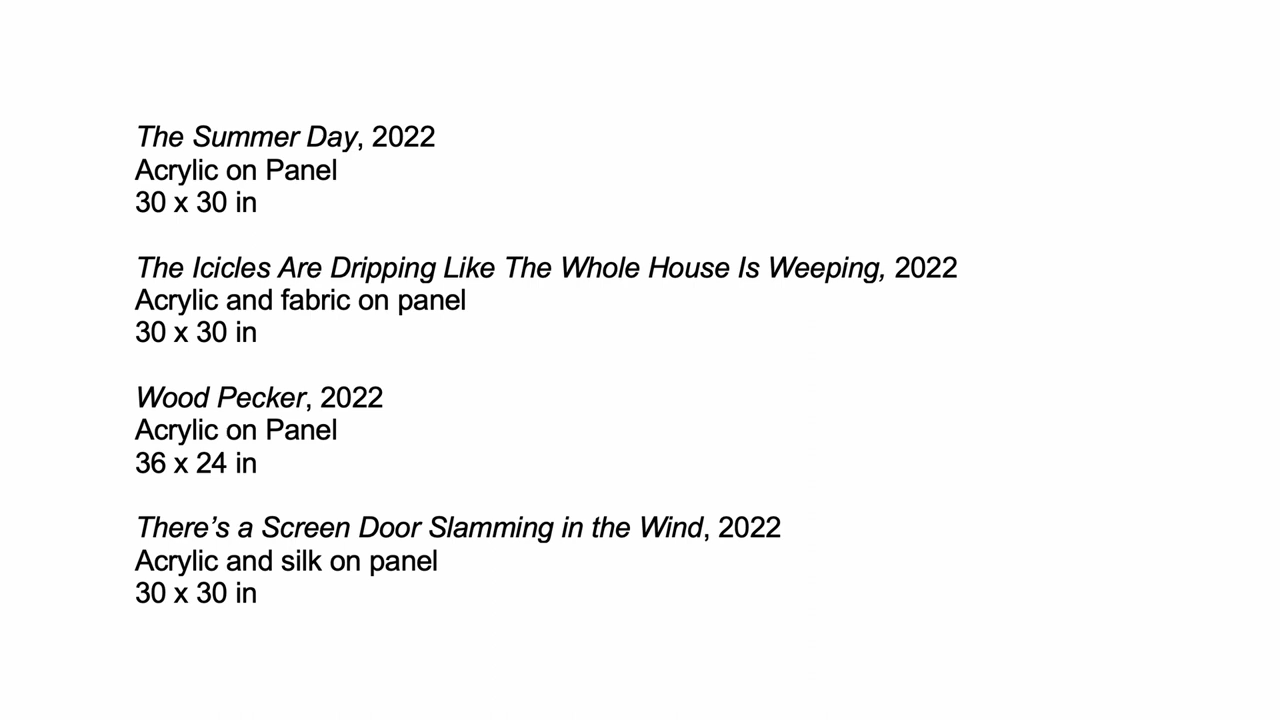 The Summer Day, 2022
Acrylic on Panel
30 x 30 in
The Icicles Are Dripping Like The Whole House Is Weeping, 2022
Acrylic and fabric on panel
30 x 30 in
Wood Pecker, 2022
Acrylic on Panel
36 x 24 in
There’s a Screen Door Slamming in the Wind, 2022
Acrylic and silk on panel
30 x 30 in